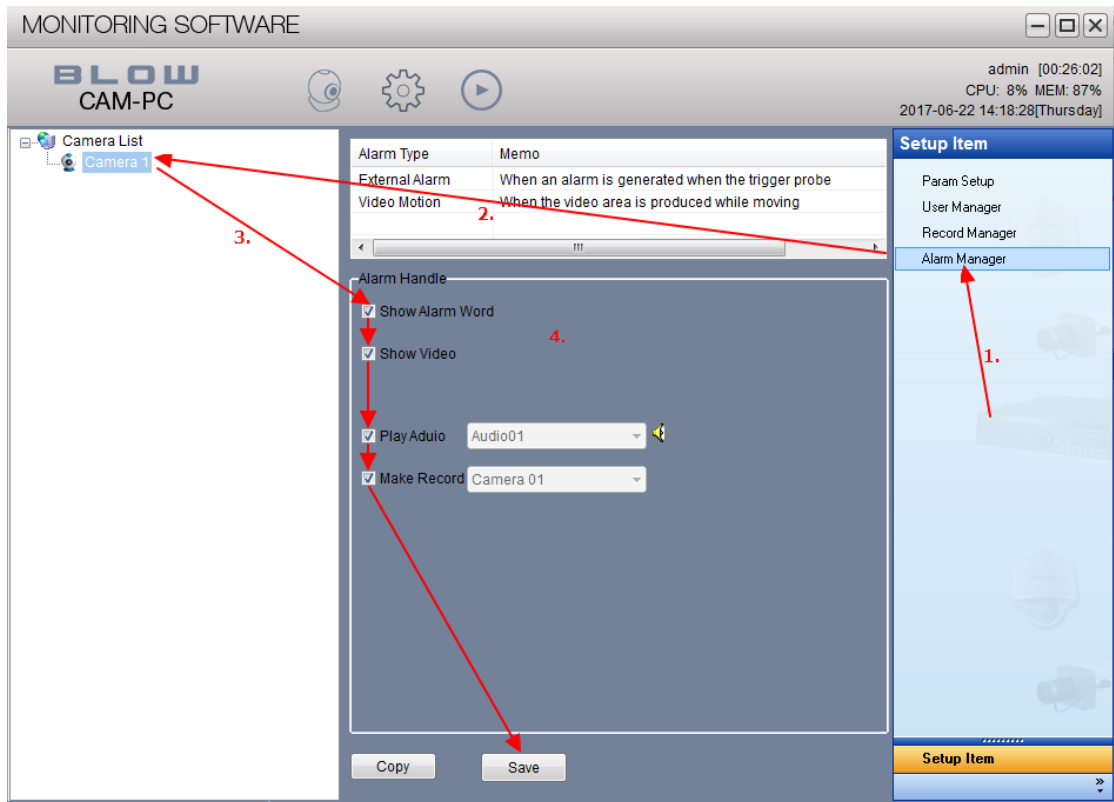 MONITORING SOFTWARE
BLOW
CAM-PC
admin [00:26:02]
CPU: 8% MEM: 87%
2017-06-22 14:18:28[Thursday]
Camera List
Camera 1
Alarm Type Memo
External Alarm When an alarm is generated when the trigger probe
Video Motion When the video area is produced while moving
2.
3.
Alarm Handle
Show Alarm Word
4.
Show Video
Play Aduio Audio01
Make Record Camera 01
Copy Save
Setup Item
Param Setup
User Manager
Record Manager
Alarm Manager
1.
Setup Item